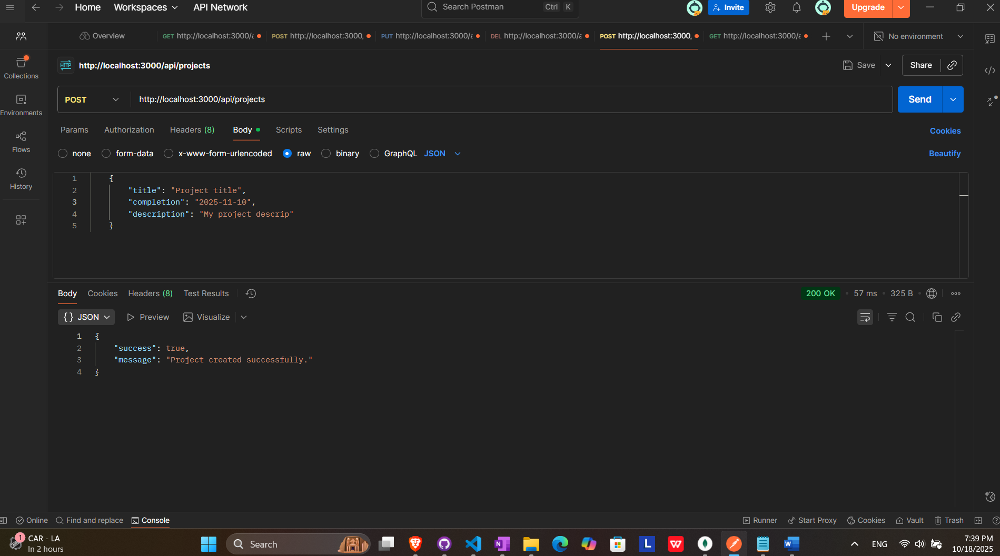 Home Workspaces API Network Search Postman Ctrl K Invite Upgrade
Overview GET http://localhost:3000/a POST http://localhost:3000, PUT http://localhost:3000/a DEL http://localhost:3000/a POST http://localhost:3000, GET http://localhost:3000/a No environment
HTTP http://localhost:3000/api/projects Save Share
Collections
POST http://localhost:3000/api/projects Send
Environments
Params Authorization Headers (8) Body Scripts Settings Cookies
Flows
none form-data x-www-form-urlencoded raw binary GraphQL JSON Beautify
History
1 {
2 "title": "Project title",
3 "completion": "2025-11-10",
4 "description": "My project descrip"
5 }
Body Cookies Headers (8) Test Results 200 OK • 57 ms • 325 B
{} JSON Preview Visualize
1 {
2 "success": true,
3 "message": "Project created successfully."
4 }
Online Find and replace Console Runner Start Proxy Cookies Vault Trash
1 CAR - LA
In 2 hours
Search
N L W W
ENG
7:39 PM
10/18/2025